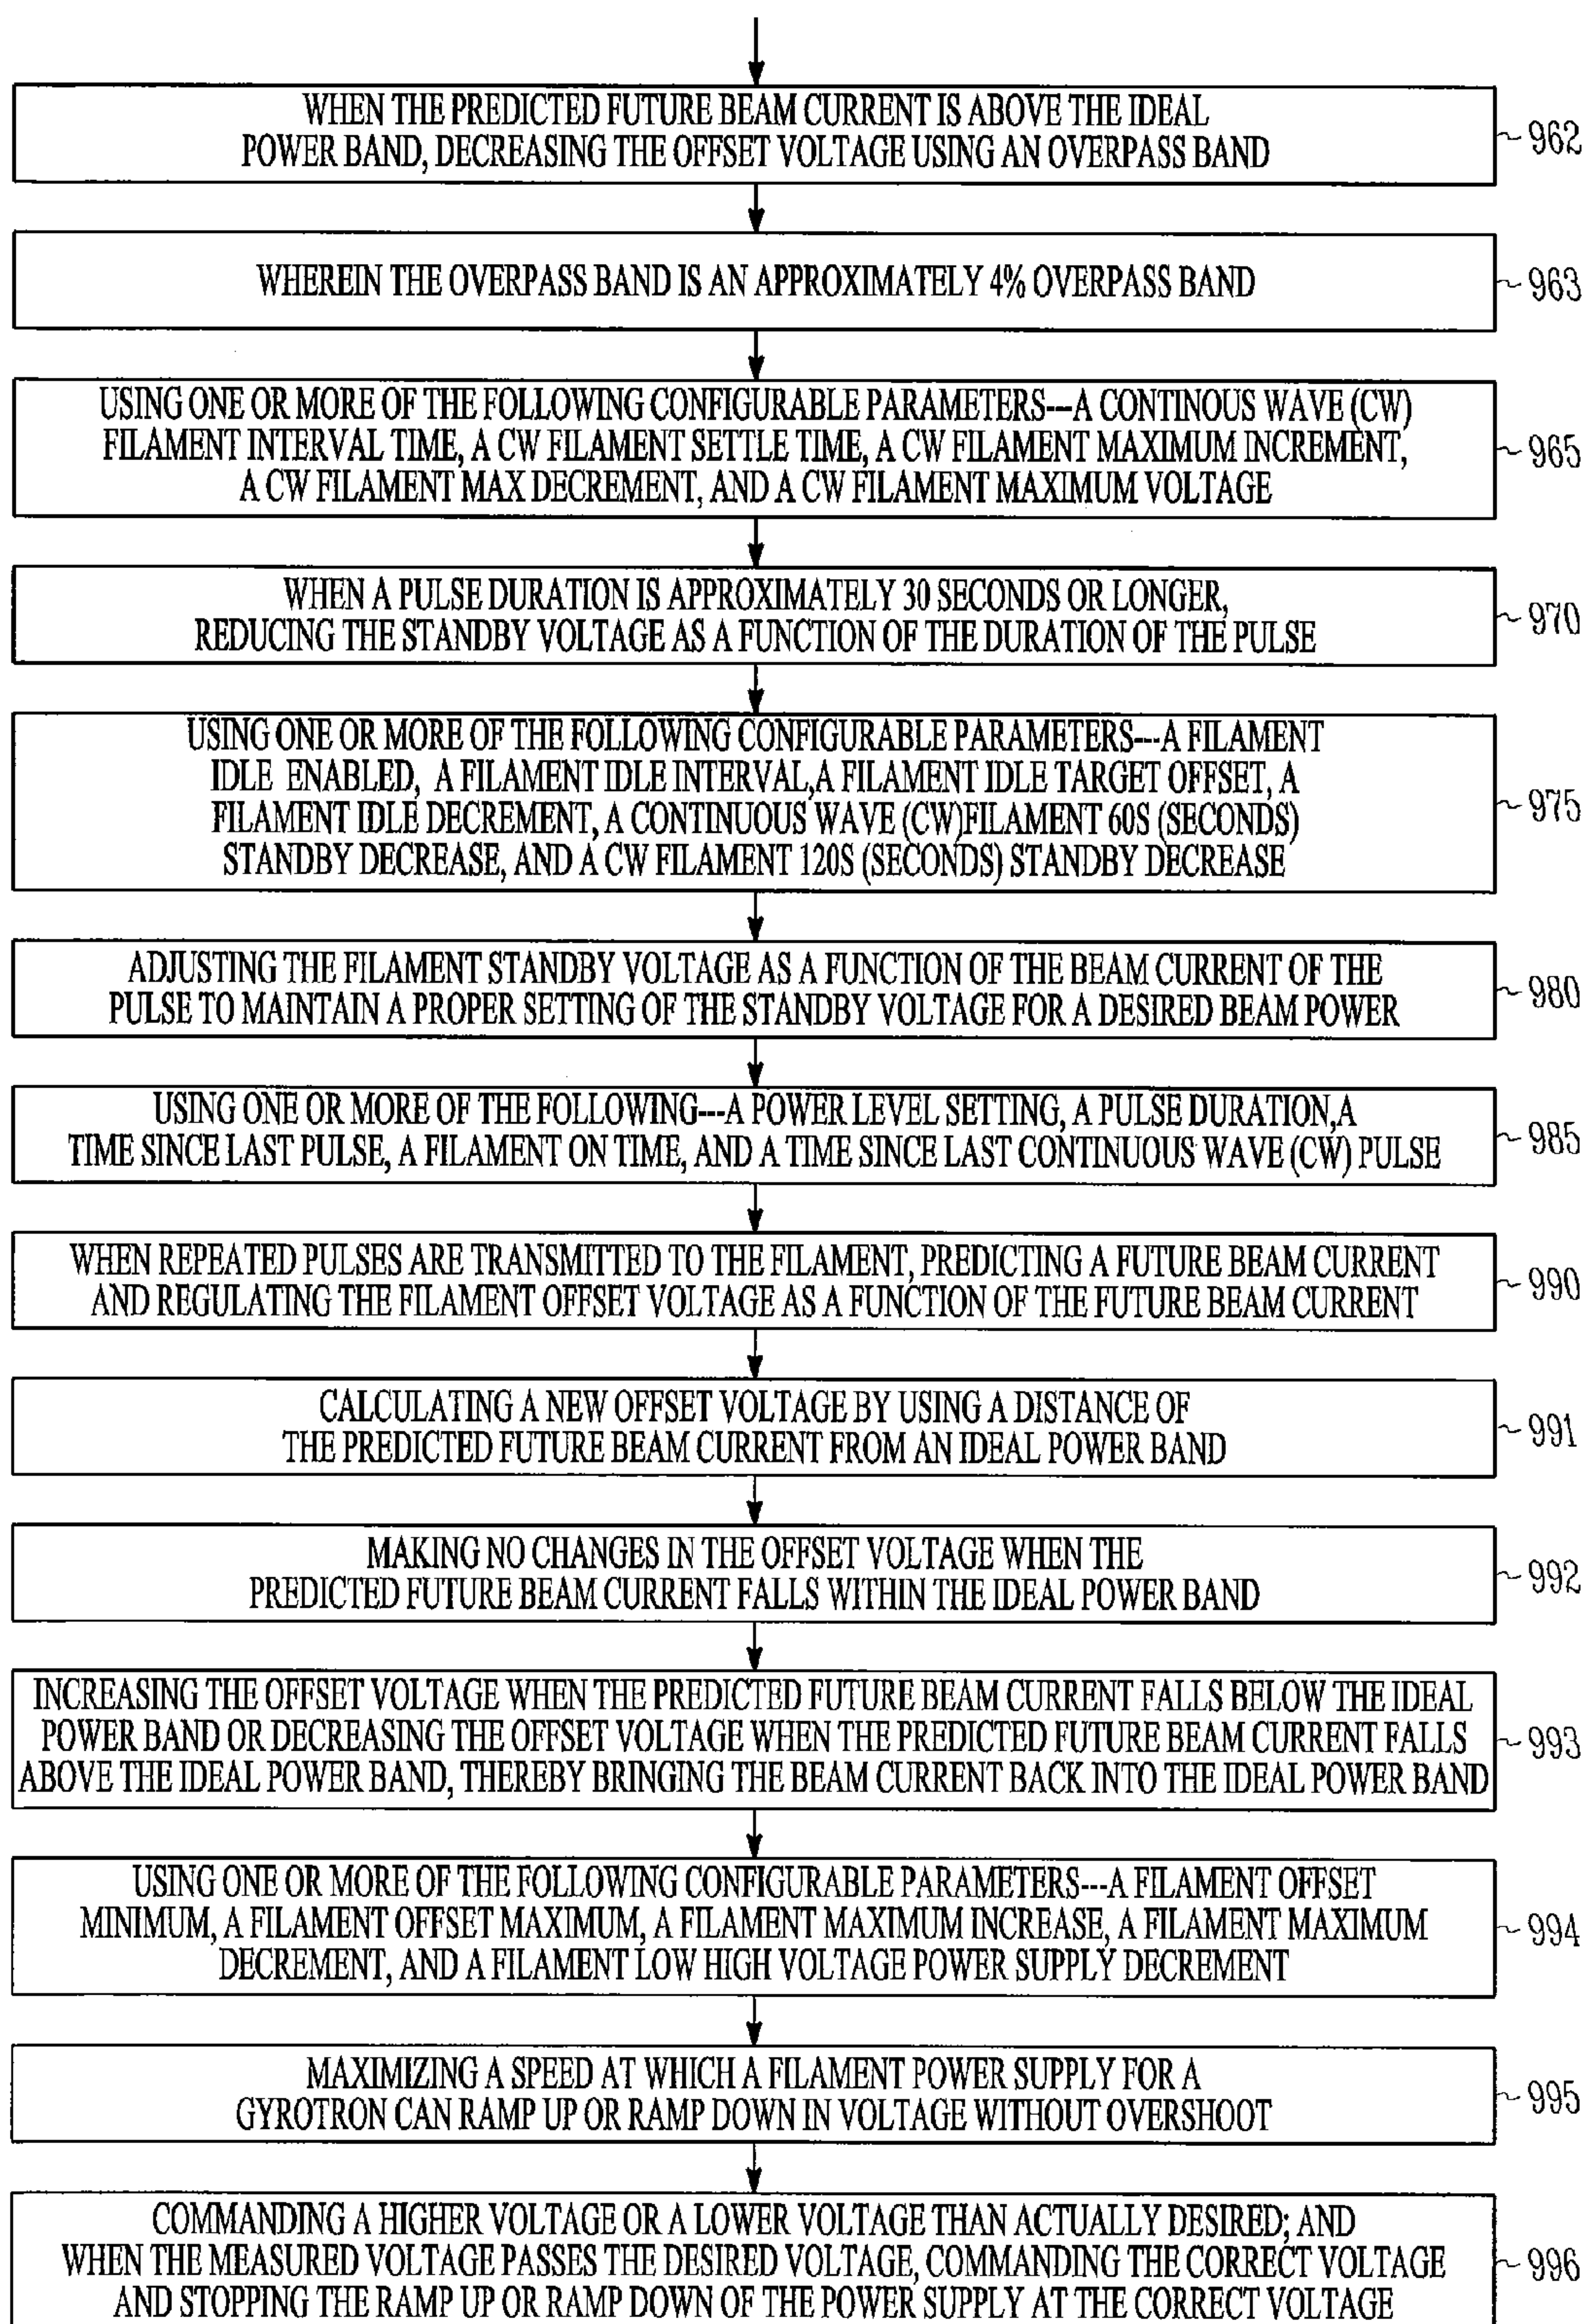 WHEN THE PREDICTED FUTURE BEAM CURRENT IS ABOVE THE IDEAL
POWER BAND, DECREASING THE OFFSET VOLTAGE USING AN OVERPASS BAND
962
WHEREIN THE OVERPASS BAND IS AN APPROXIMATELY 4% OVERPASS BAND
963
USING ONE OR MORE OF THE FOLLOWING CONFIGURABLE PARAMETERS---A CONTINOUS WAVE (CW)
FILAMENT INTERVAL TIME, A CW FILAMENT SETTLE TIME, A CW FILAMENT MAXIMUM INCREMENT,
A CW FILAMENT MAX DECREMENT, AND A CW FILAMENT MAXIMUM VOLTAGE
965
WHEN A PULSE DURATION IS APPROXIMATELY 30 SECONDS OR LONGER,
REDUCING THE STANDBY VOLTAGE AS A FUNCTION OF THE DURATION OF THE PULSE
970
USING ONE OR MORE OF THE FOLLOWING CONFIGURABLE PARAMETERS---A FILAMENT
IDLE ENABLED, A FILAMENT IDLE INTERVAL,A FILAMENT IDLE TARGET OFFSET, A
FILAMENT IDLE DECREMENT, A CONTINUOUS WAVE (CW)FILAMENT 60S (SECONDS)
STANDBY DECREASE, AND A CW FILAMENT 120S (SECONDS) STANDBY DECREASE
975
ADJUSTING THE FILAMENT STANDBY VOLTAGE AS A FUNCTION OF THE BEAM CURRENT OF THE
PULSE TO MAINTAIN A PROPER SETTING OF THE STANDBY VOLTAGE FOR A DESIRED BEAM POWER
980
USING ONE OR MORE OF THE FOLLOWING---A POWER LEVEL SETTING, A PULSE DURATION,A
TIME SINCE LAST PULSE, A FILAMENT ON TIME, AND A TIME SINCE LAST CONTINUOUS WAVE (CW) PULSE
985
WHEN REPEATED PULSES ARE TRANSMITTED TO THE FILAMENT, PREDICTING A FUTURE BEAM CURRENT
AND REGULATING THE FILAMENT OFFSET VOLTAGE AS A FUNCTION OF THE FUTURE BEAM CURRENT
990
CALCULATING A NEW OFFSET VOLTAGE BY USING A DISTANCE OF
THE PREDICTED FUTURE BEAM CURRENT FROM AN IDEAL POWER BAND
991
MAKING NO CHANGES IN THE OFFSET VOLTAGE WHEN THE
PREDICTED FUTURE BEAM CURRENT FALLS WITHIN THE IDEAL POWER BAND
992
INCREASING THE OFFSET VOLTAGE WHEN THE PREDICTED FUTURE BEAM CURRENT FALLS BELOW THE IDEAL
POWER BAND OR DECREASING THE OFFSET VOLTAGE WHEN THE PREDICTED FUTURE BEAM CURRENT FALLS
ABOVE THE IDEAL POWER BAND, THEREBY BRINGING THE BEAM CURRENT BACK INTO THE IDEAL POWER BAND
993
USING ONE OR MORE OF THE FOLLOWING CONFIGURABLE PARAMETERS---A FILAMENT OFFSET
MINIMUM, A FILAMENT OFFSET MAXIMUM, A FILAMENT MAXIMUM INCREASE, A FILAMENT MAXIMUM
DECREMENT, AND A FILAMENT LOW HIGH VOLTAGE POWER SUPPLY DECREMENT
994
MAXIMIZING A SPEED AT WHICH A FILAMENT POWER SUPPLY FOR A
GYROTRON CAN RAMP UP OR RAMP DOWN IN VOLTAGE WITHOUT OVERSHOOT
995
COMMANDING A HIGHER VOLTAGE OR A LOWER VOLTAGE THAN ACTUALLY DESIRED; AND
WHEN THE MEASURED VOLTAGE PASSES THE DESIRED VOLTAGE, COMMANDING THE CORRECT VOLTAGE
AND STOPPING THE RAMP UP OR RAMP DOWN OF THE POWER SUPPLY AT THE CORRECT VOLTAGE
996